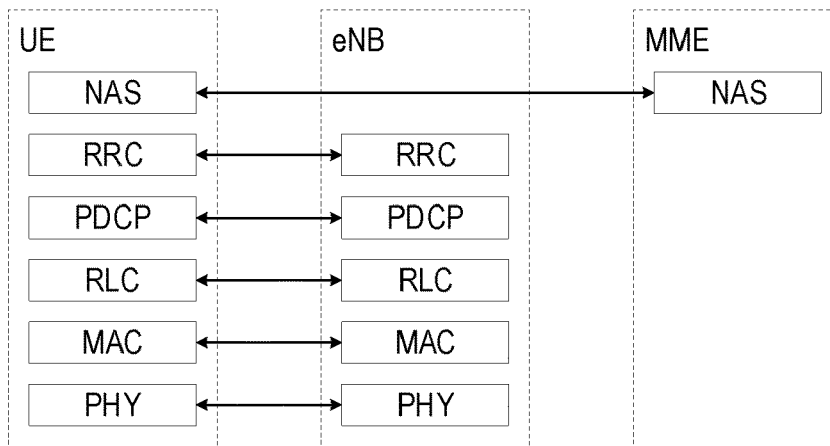 UE eNB MME
NAS NAS
RRC RRC
PDCP PDCP
RLC RLC
MAC MAC
PHY PHY